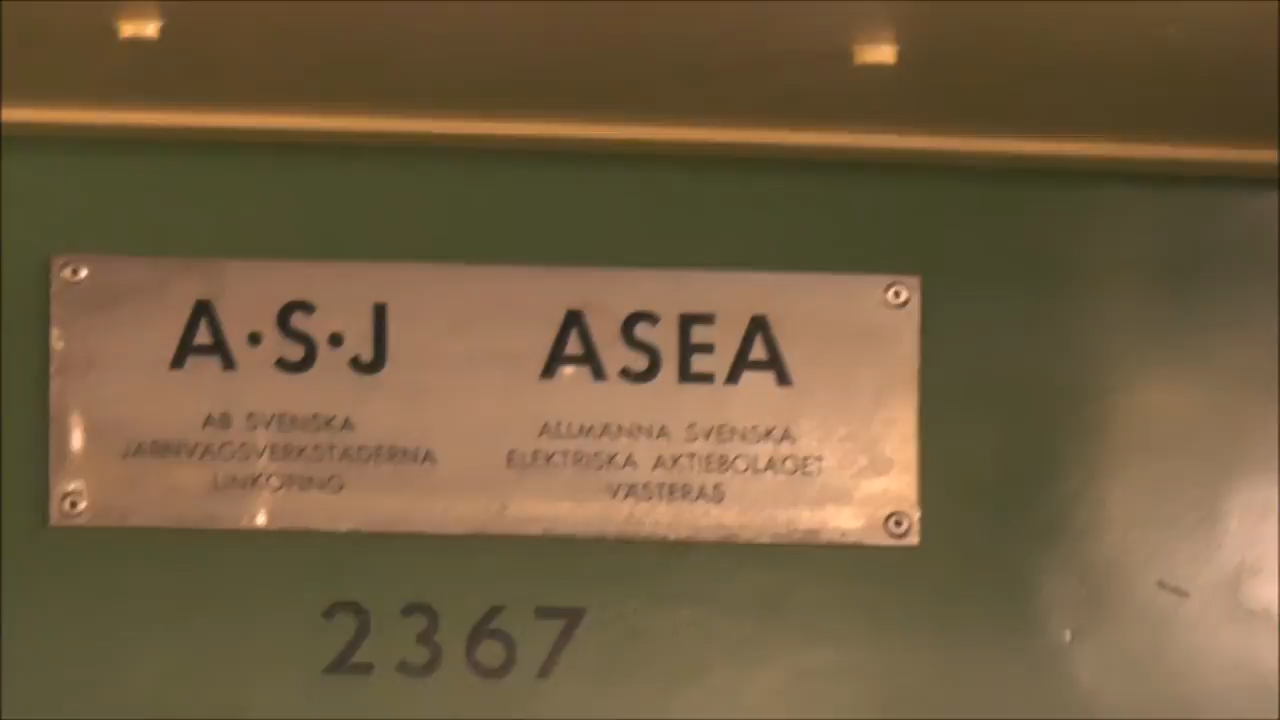 A·S·J
AB SVENSKA
JÄRNVÄGSVERKSTÄDERNA
LINKÖPING
ASEA
ALLMÄNNA SVENSKA
ELEKTRISKA AKTIEBOLAGET
VÄSTERÅS
2367